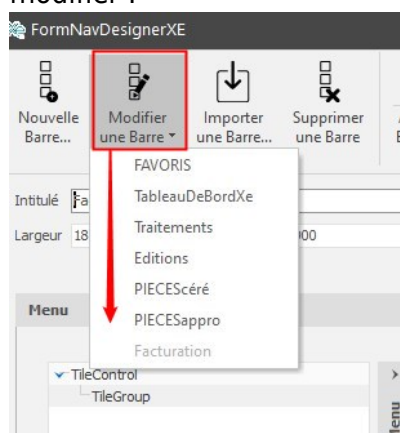 modifier :
FormNavDesignerXE
Nouvelle Barre...
Modifier une Barre
Importer une Barre...
Supprimer une Barre
Intitulé Fa
Largeur 18
FAVORIS
TableauDeBordXe
Traitements
Editions
PIECEScéré
PIECESappro
Facturation
Menu
TileControl
TileGroup